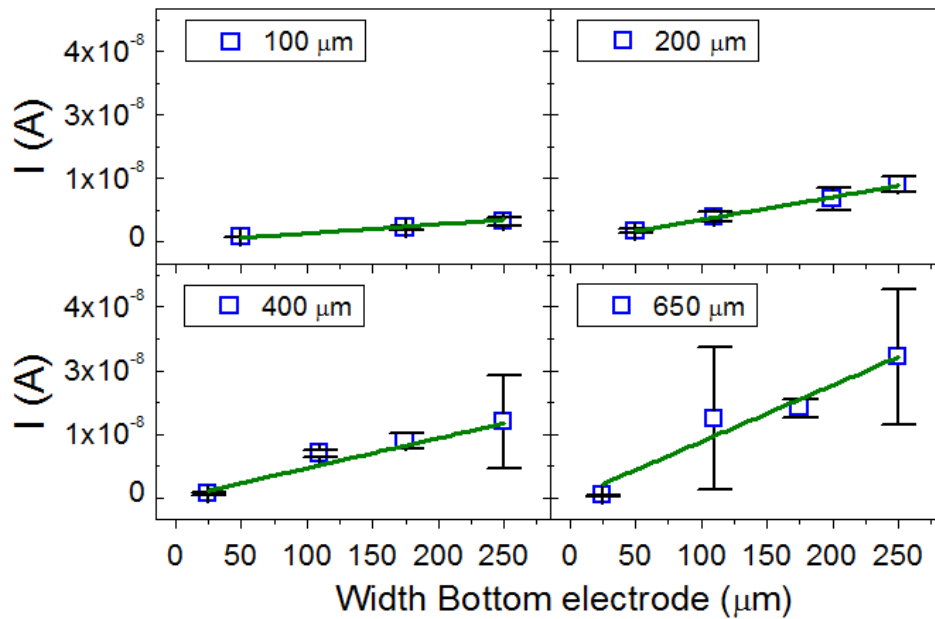 100 μm
200 μm
4x10⁻⁸
3x10⁻⁸
1x10⁻⁸
0
I (A)
400 μm
650 μm
4x10⁻⁸
3x10⁻⁸
1x10⁻⁸
0
I (A)
0 50 100 150 200 250 0 50 100 150 200 250
Width Bottom electrode (μm)